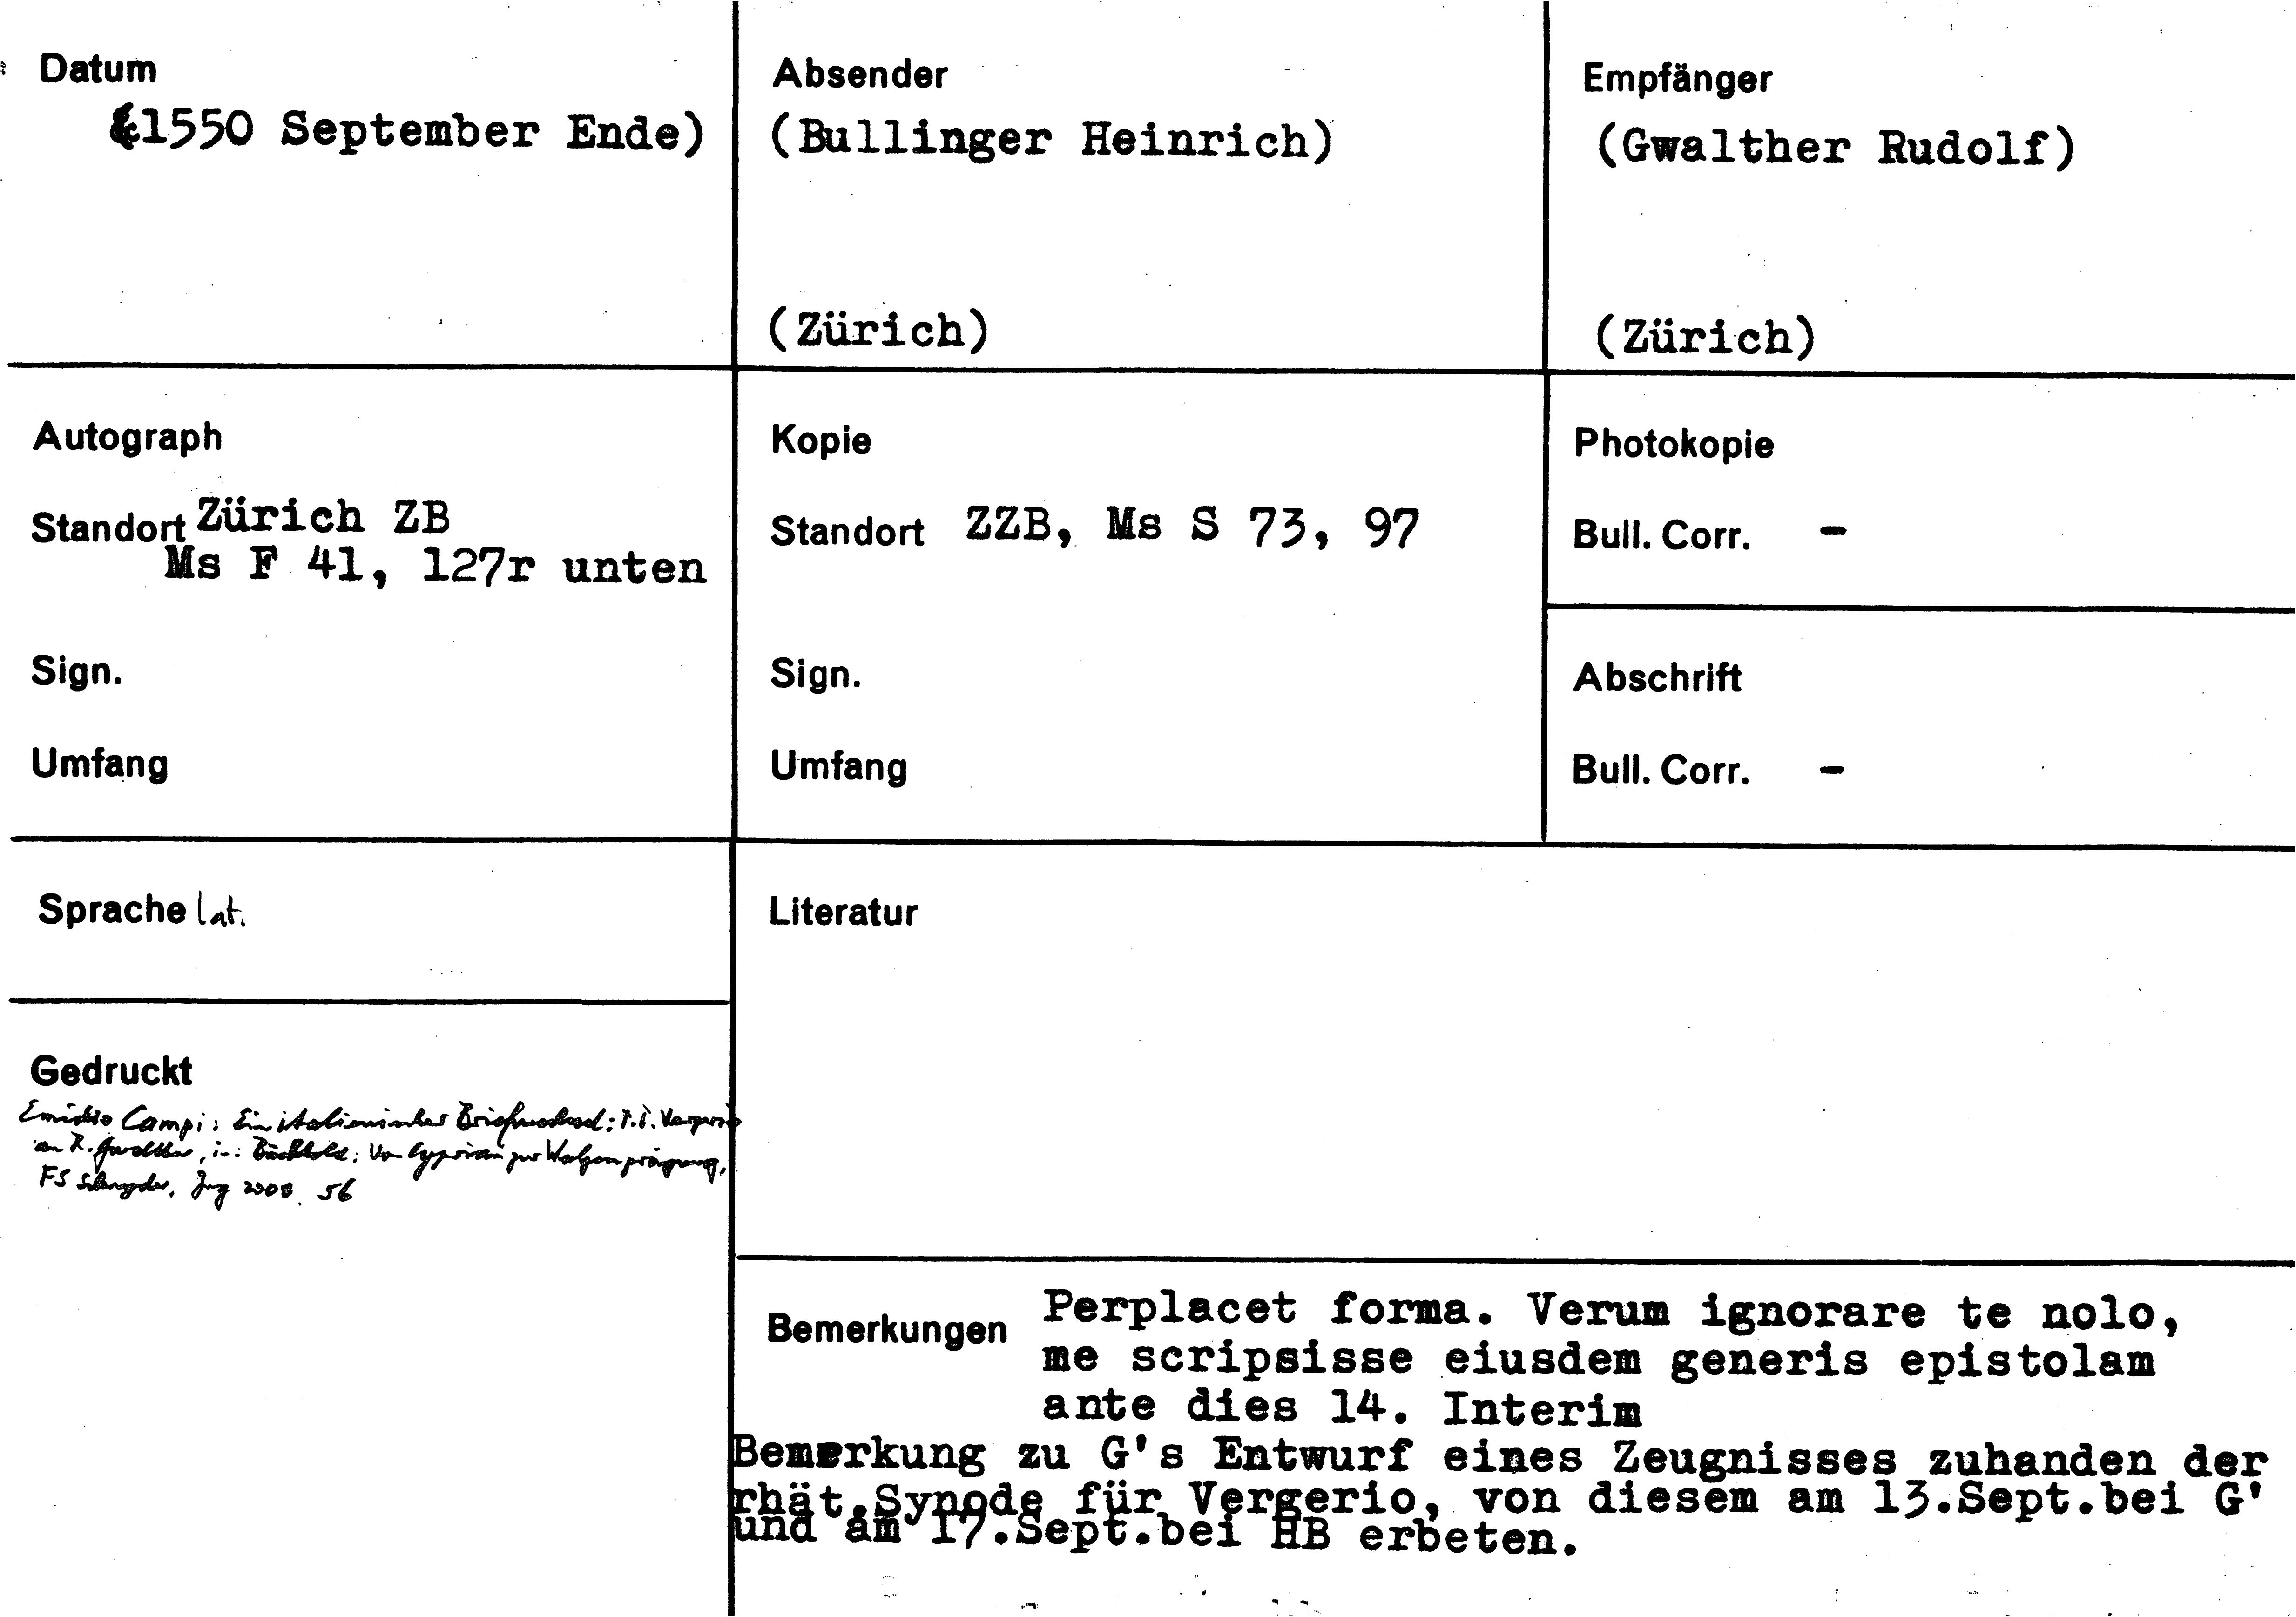 Datum
(1550 September Ende)
Absender
(Bullinger Heinrich)
(Zürich)
Empfänger
(Gwalther Rudolf)
(Zürich)
Autograph
Standort Zürich ZB
Ms F 41, 127r unten
Sign.
Umfang
Kopie
Standort ZZB, Ms S 73, 97
Sign.
Umfang
Photokopie
Bull. Corr. -
Abschrift
Bull. Corr. -
Sprache lat.
Gedruckt
Emidio Campi: Ein italienischer Briefwechsel: P. P. Vergerio
an R. Gwalther, in: : Von Cyprian zur Walzenprägung,
FS Schnyder, Zug 56
Literatur
Bemerkungen Perplacet forma. Verum ignorare te nolo,
me scripsisse eiusdem generis epistolam
ante dies 14. Interim
Bemerkung zu G's Entwurf eines Zeugnisses zuhanden der
rhät.Synode für Vergerio, von diesem am 13.Sept.bei G'
und am 17.Sept.bei HB erbeten.